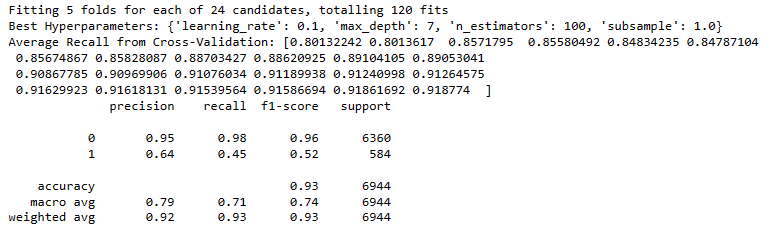 Fitting 5 folds for each of 24 candidates, totalling 120 fits
Best Hyperparameters: {'learning_rate': 0.1, 'max_depth': 7, 'n_estimators': 100, 'subsample': 1.0}
Average Recall from Cross-Validation: [0.80132242 0.8013617  0.8571795  0.85580492 0.84834235 0.84787104
 0.85674867 0.85828087 0.88703427 0.88620925 0.89104105 0.89053041
 0.90867785 0.90969906 0.91076034 0.91189938 0.91240998 0.91264575
 0.91629923 0.91618131 0.91539564 0.91586694 0.91861692 0.918774  ]
              precision    recall  f1-score   support

           0       0.95      0.98      0.96      6360
           1       0.64      0.45      0.52       584

    accuracy                           0.93      6944
   macro avg       0.79      0.71      0.74      6944
weighted avg       0.92      0.93      0.93      6944